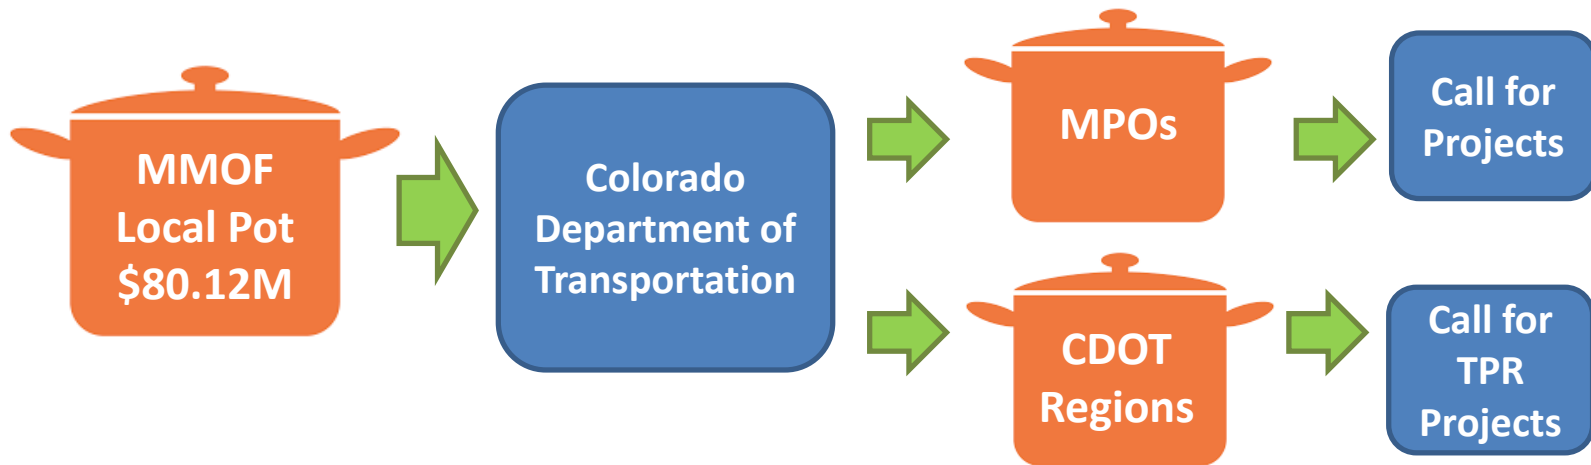 MMOF
Local Pot
$80.12M
Colorado
Department of
Transportation
MPOs
Call for
Projects
CDOT
Regions
Call for
TPR
Projects